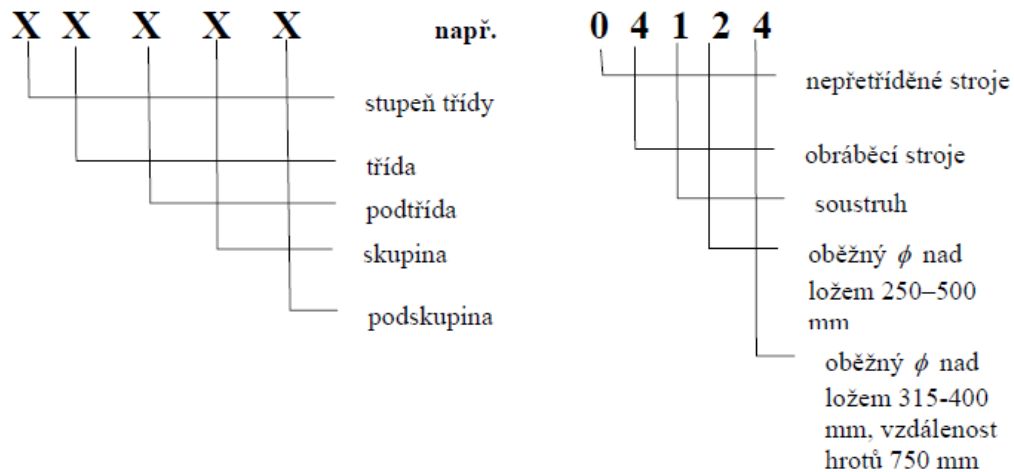 X X X X X např. 0 4 1 2 4
stupeň třídy
třída
podtřída
skupina
podskupina
nepřetříděné stroje
obráběcí stroje
soustruh
oběžný ϕ nad
ložem 250–500
mm
oběžný ϕ nad
ložem 315-400
mm, vzdálenost
hrotů 750 mm